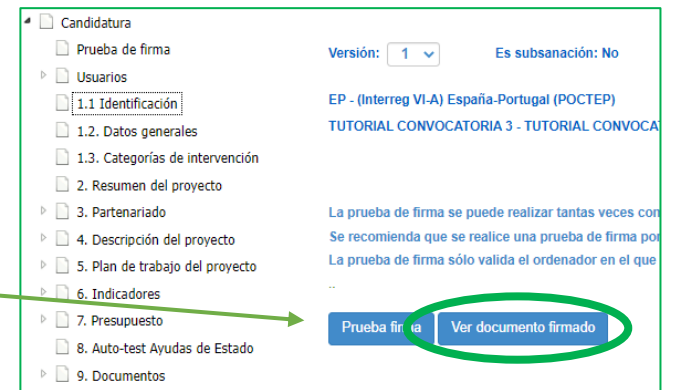 Candidatura
Prueba de firma
Usuarios
1.1 Identificación
1.2. Datos generales
1.3. Categorías de intervención
2. Resumen del proyecto
3. Partenariado
4. Descripción del proyecto
5. Plan de trabajo del proyecto
6. Indicadores
7. Presupuesto
8. Auto-test Ayudas de Estado
9. Documentos
Versión: 1 Es subsanación: No
EP - (Interreg VI-A) España-Portugal (POCTEP)
TUTORIAL CONVOCATORIA 3 - TUTORIAL CONVOCA
La prueba de firma se puede realizar tantas veces con
Se recomienda que se realice una prueba de firma por
La prueba de firma sólo valida el ordenador en el que
..
Prueba firma Ver documento firmado